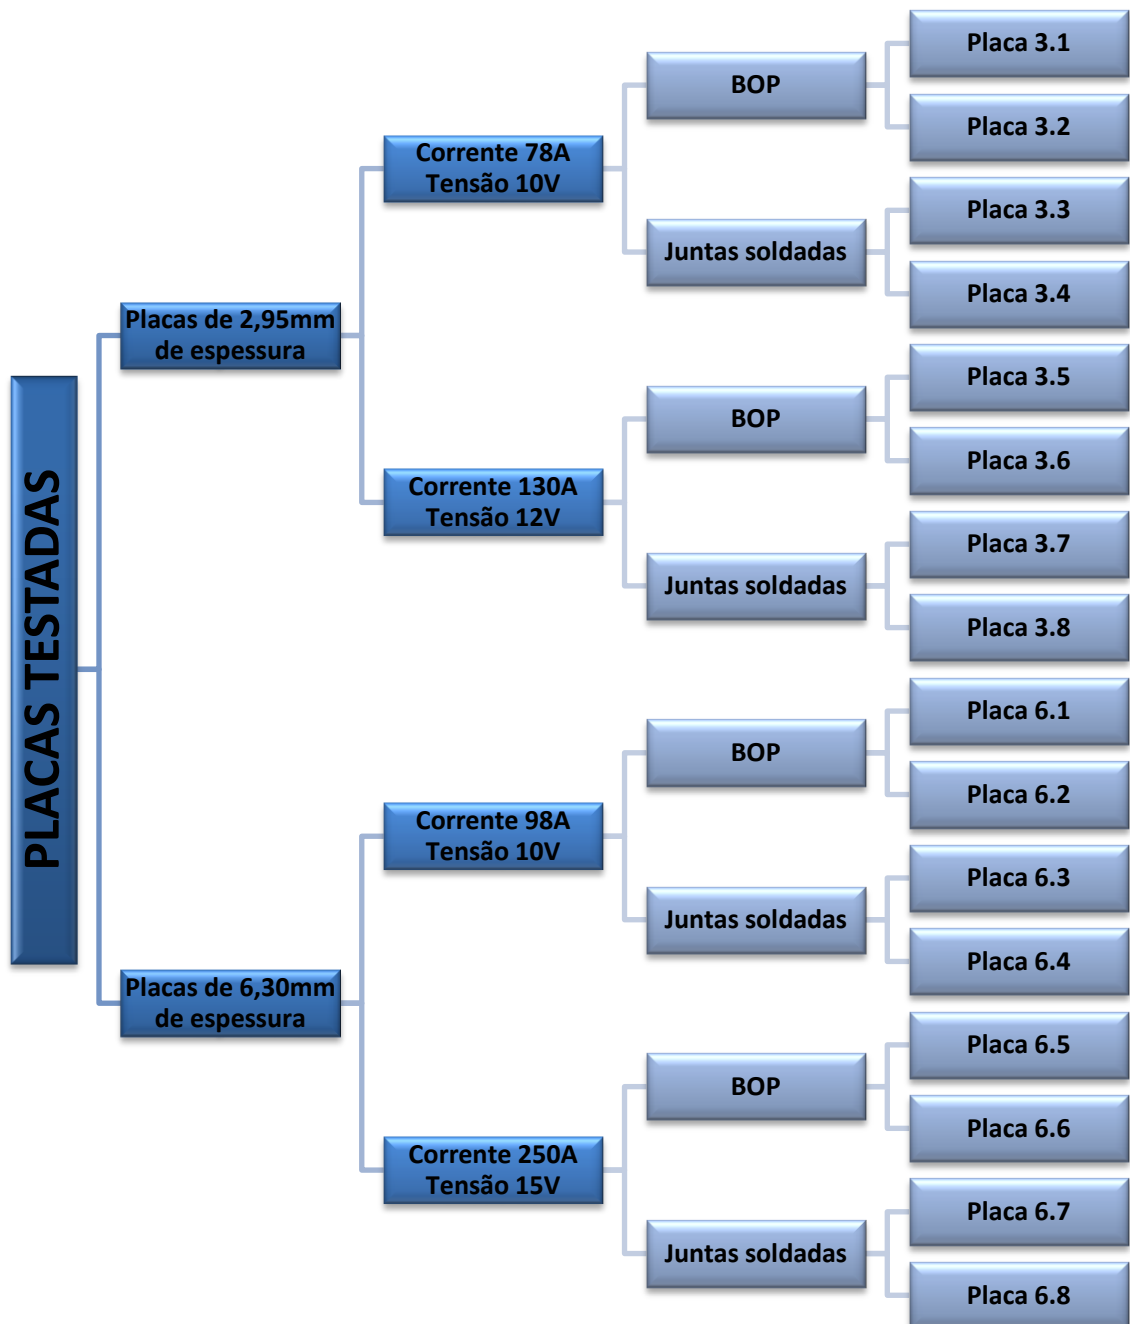 PLACAS TESTADAS
Placas de 2,95mm
de espessura
Corrente 78A
Tensão 10V
BOP
Placa 3.1
Placa 3.2
Juntas soldadas
Placa 3.3
Placa 3.4
Corrente 130A
Tensão 12V
BOP
Placa 3.5
Placa 3.6
Juntas soldadas
Placa 3.7
Placa 3.8
Placas de 6,30mm
de espessura
Corrente 98A
Tensão 10V
BOP
Placa 6.1
Placa 6.2
Juntas soldadas
Placa 6.3
Placa 6.4
Corrente 250A
Tensão 15V
BOP
Placa 6.5
Placa 6.6
Juntas soldadas
Placa 6.7
Placa 6.8